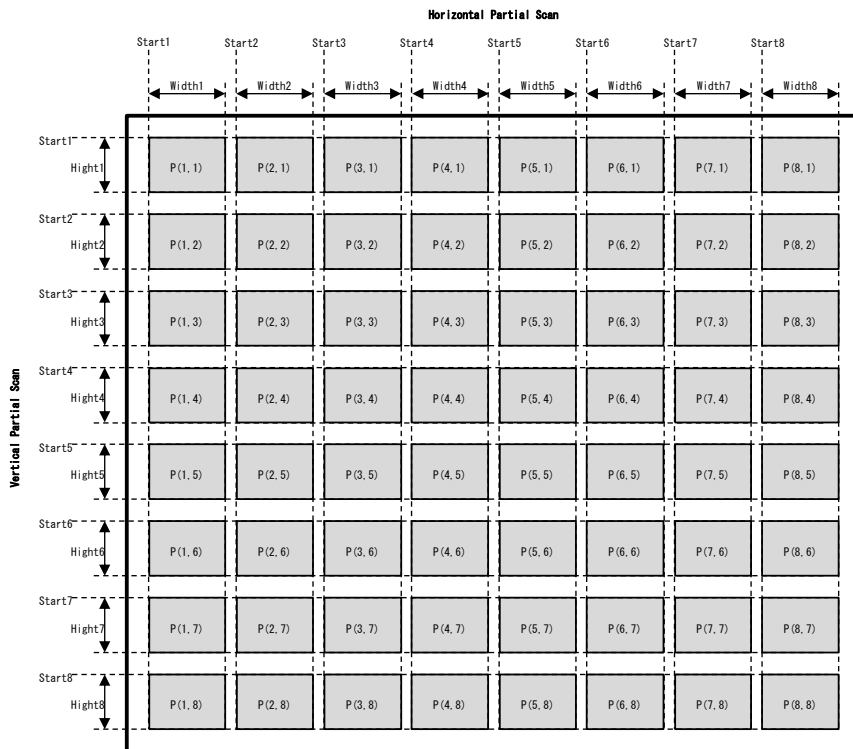 Horizontal Partial Scan
Start1 Start2 Start3 Start4 Start5 Start6 Start7 Start8
Width1 Width2 Width3 Width4 Width5 Width6 Width7 Width8
Vertical Partial Scan
Start1
Hight1 P(1,1) P(2,1) P(3,1) P(4,1) P(5,1) P(6,1) P(7,1) P(8,1)
Start2
Hight2 P(1,2) P(2,2) P(3,2) P(4,2) P(5,2) P(6,2) P(7,2) P(8,2)
Start3
Hight3 P(1,3) P(2,3) P(3,3) P(4,3) P(5,3) P(6,3) P(7,3) P(8,3)
Start4
Hight4 P(1,4) P(2,4) P(3,4) P(4,4) P(5,4) P(6,4) P(7,4) P(8,4)
Start5
Hight5 P(1,5) P(2,5) P(3,5) P(4,5) P(5,5) P(6,5) P(7,5) P(8,5)
Start6
Hight6 P(1,6) P(2,6) P(3,6) P(4,6) P(5,6) P(6,6) P(7,6) P(8,6)
Start7
Hight7 P(1,7) P(2,7) P(3,7) P(4,7) P(5,7) P(6,7) P(7,7) P(8,7)
Start8
Hight8 P(1,8) P(2,8) P(3,8) P(4,8) P(5,8) P(6,8) P(7,8) P(8,8)